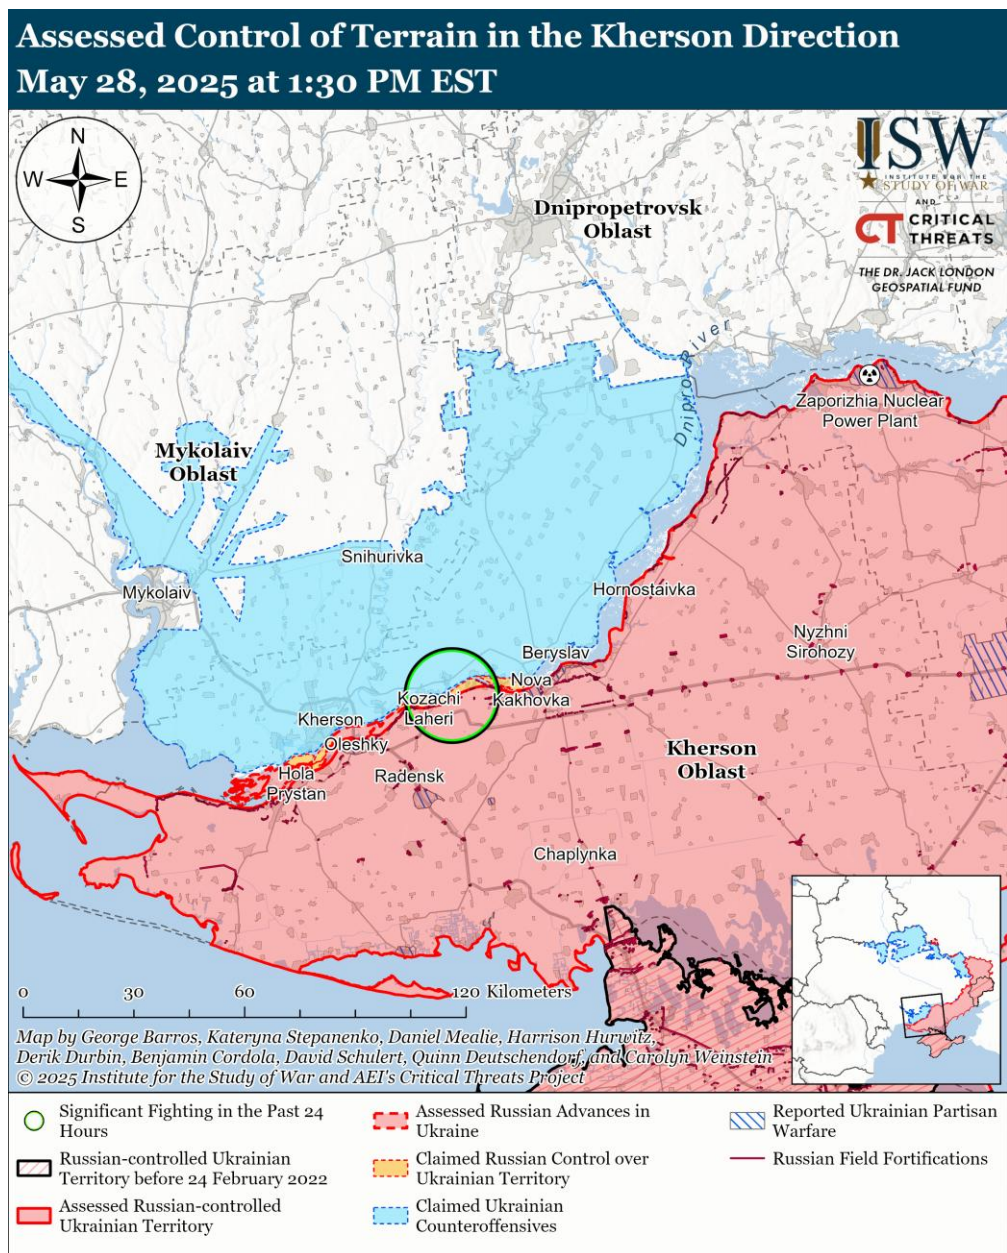 Assessed Control of Terrain in the Kherson Direction
May 28, 2025 at 1:30 PM EST
N
W
E
S
ISW
INSTITUTE FOR THE
STUDY OF WAR
AND
CT CRITICAL
THREATS
THE DR. JACK LONDON
GEOSPATIAL FUND
Dnipropetrovsk
Oblast
Dnipro River
Zaporizhia Nuclear
Power Plant
Mykolaiv
Oblast
Snihurivka
Mykolaiv
Hornostaivka
Nyzhni
Sirohozy
Beryslav
Nova
Kakhovka
Kozachi
Laheri
Kherson
Oleshky
Kherson
Oblast
Hola
Prystan
Radensk
Chaplynka
0 30 60 120 Kilometers
Map by George Barros, Kateryna Stepanenko, Daniel Mealie, Harrison Hurwitz,
Derik Durbin, Benjamin Cordola, David Schulert, Quinn Deutschendorf, and Carolyn Weinstein
© 2025 Institute for the Study of War and AEI's Critical Threats Project
Significant Fighting in the Past 24
Hours
Russian-controlled Ukrainian
Territory before 24 February 2022
Assessed Russian-controlled
Ukrainian Territory
Assessed Russian Advances in
Ukraine
Claimed Russian Control over
Ukrainian Territory
Claimed Ukrainian
Counteroffensives
Reported Ukrainian Partisan
Warfare
Russian Field Fortifications